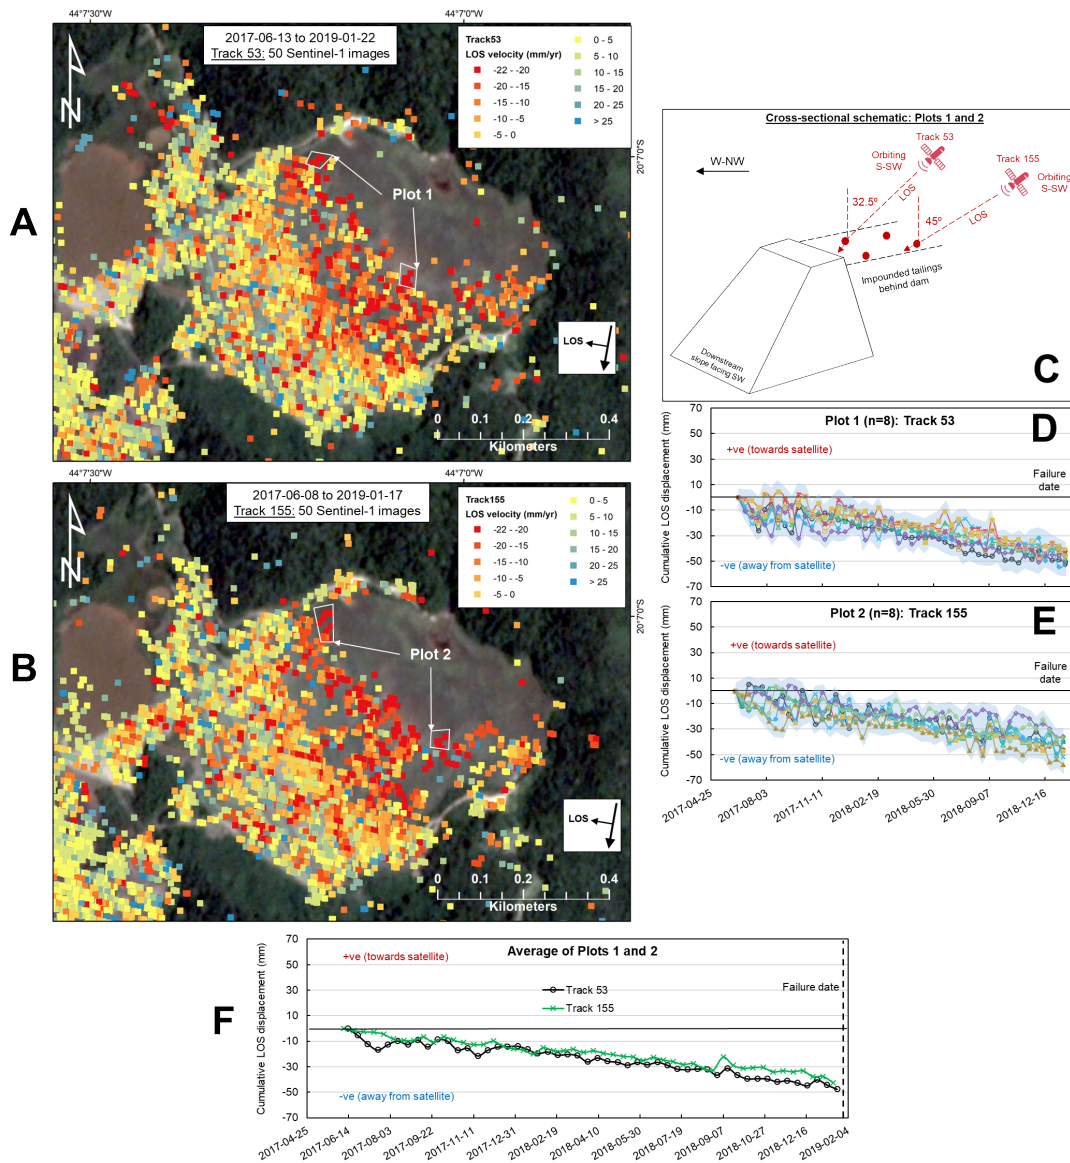 44°7'30"W
44°7'0"W
A
2017-06-13 to 2019-01-22
Track 53: 50 Sentinel-1 images
N
Track53
LOS velocity (mm/yr)
-22 - -20
-20 - -15
-15 - -10
-10 - -5
-5 - 0
0 - 5
5 - 10
10 - 15
15 - 20
20 - 25
> 25
20°7'0"S
Plot 1
LOS
0 0.1 0.2 0.4
Kilometers
44°7'30"W
44°7'0"W
B
2017-06-08 to 2019-01-17
Track 155: 50 Sentinel-1 images
N
Track155
LOS velocity (mm/yr)
-22 - -20
-20 - -15
-15 - -10
-10 - -5
-5 - 0
0 - 5
5 - 10
10 - 15
15 - 20
20 - 25
> 25
20°7'0"S
Plot 2
LOS
0 0.1 0.2 0.4
Kilometers
Cross-sectional schematic: Plots 1 and 2
Track 53
W-NW
Orbiting
S-SW
Track 155
Orbiting
S-SW
LOS
LOS
32.5º
45º
Impounded tailings
behind dam
Downstream
slope facing SW
C
Plot 1 (n=8): Track 53
D
Cumulative LOS displacement (mm)
70
50
30
10
-10
-30
-50
-70
+ve (towards satellite)
Failure
date
-ve (away from satellite)
Plot 2 (n=8): Track 155
E
Cumulative LOS displacement (mm)
70
50
30
10
-10
-30
-50
-70
+ve (towards satellite)
Failure
date
-ve (away from satellite)
2017-04-25
2017-08-03
2017-11-11
2018-02-19
2018-05-30
2018-09-07
2018-12-16
F
Average of Plots 1 and 2
Cumulative LOS displacement (mm)
70
50
30
10
-10
-30
-50
-70
+ve (towards satellite)
Track 53
Track 155
Failure date
-ve (away from satellite)
2017-04-25
2017-06-14
2017-08-03
2017-09-22
2017-11-11
2017-12-31
2018-02-19
2018-04-10
2018-05-30
2018-07-19
2018-09-07
2018-10-27
2018-12-16
2019-02-04